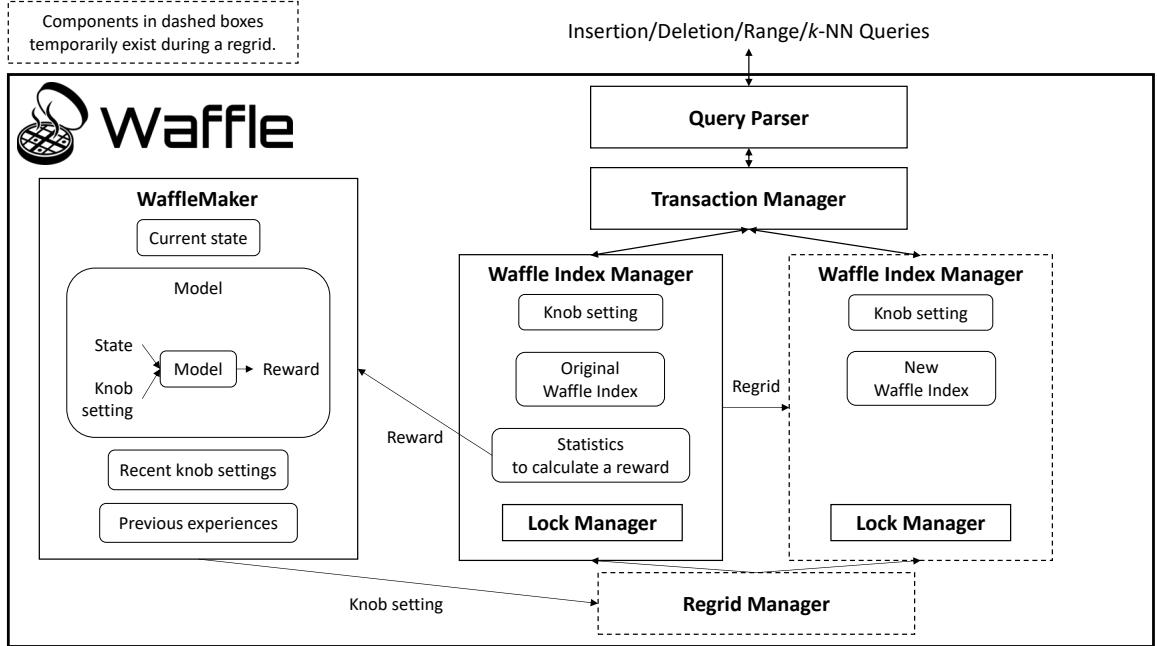 Components in dashed boxes
temporarily exist during a regrid.
Insertion/Deletion/Range/k-NN Queries
Waffle
Query Parser
Transaction Manager
WaffleMaker
Current state
Model
State
Knob
setting
Model
Reward
Recent knob settings
Previous experiences
Waffle Index Manager
Knob setting
Original
Waffle Index
Statistics
to calculate a reward
Lock Manager
Reward
Regrid
Waffle Index Manager
Knob setting
New
Waffle Index
Lock Manager
Knob setting
Regrid Manager